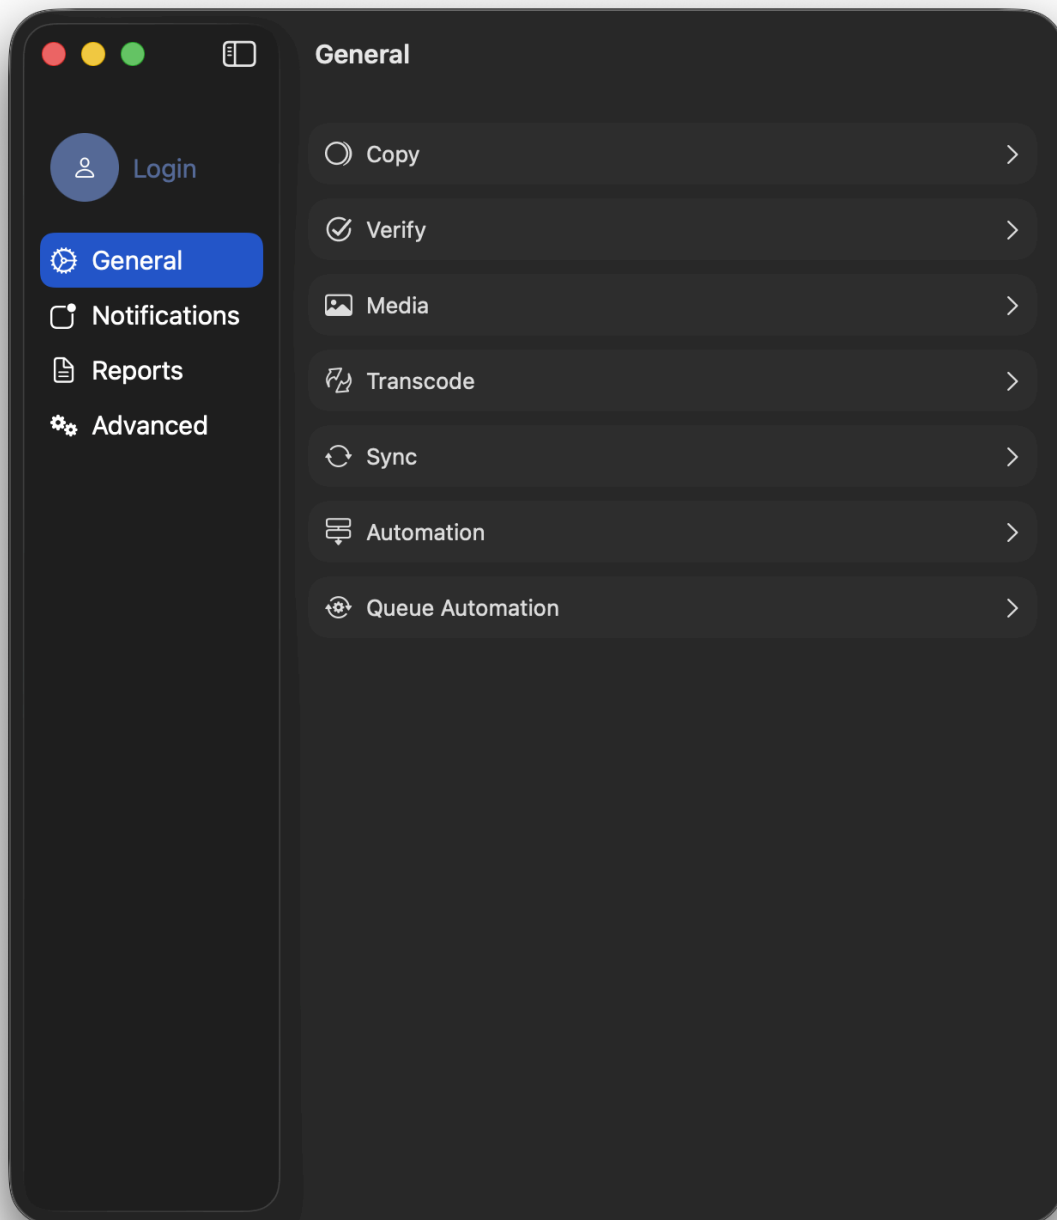 General
Login
General
Notifications
Reports
Advanced
Copy
Verify
Media
Transcode
Sync
Automation
Queue Automation